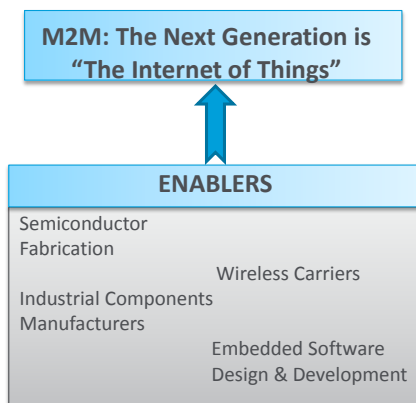 M2M: The Next Generation is
“The Internet of Things”
ENABLERS
Semiconductor
Fabrication
Wireless Carriers
Industrial Components
Manufacturers
Embedded Software
Design & Development